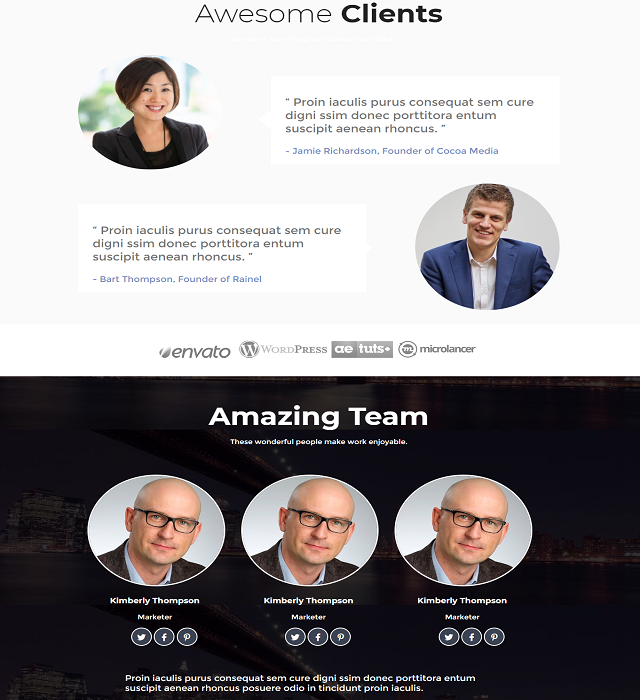 Awesome Clients
“ Proin iaculis purus consequat sem cure
digni ssim donec porttitora entum
suscipit aenean rhoncus. ”
- Jamie Richardson, Founder of Cocoa Media
“ Proin iaculis purus consequat sem cure
digni ssim donec porttitora entum
suscipit aenean rhoncus. ”
- Bart Thompson, Founder of Rainel
envato WORDPRESS ae tuts+ m microlancer
Amazing Team
These wonderful people make work enjoyable.
Kimberly Thompson Kimberly Thompson Kimberly Thompson
Marketer Marketer Marketer
Proin iaculis purus consequat sem cure digni ssim donec porttitora entum
suscipit aenean rhoncus posuere odio in tincidunt proin iaculis.